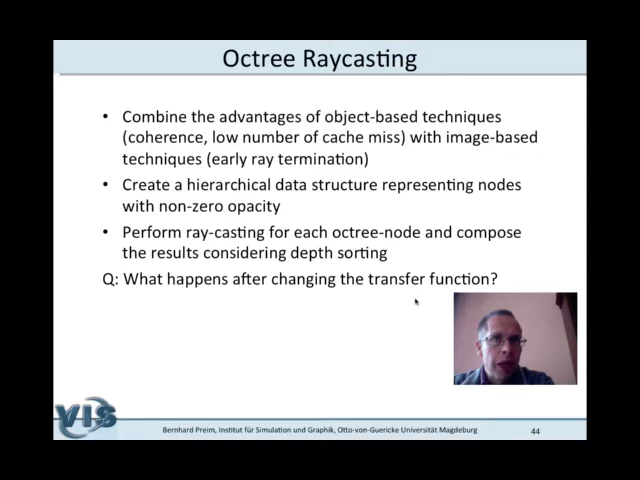 Octree Raycasting
• Combine the advantages of object-based techniques
(coherence, low number of cache miss) with image-based
techniques (early ray termination)
• Create a hierarchical data structure representing nodes
with non-zero opacity
• Perform ray-casting for each octree-node and compose
the results considering depth sorting
Q: What happens after changing the transfer function?
VIS
Bernhard Preim, Institut für Simulation und Graphik, Otto-von-Guericke Universität Magdeburg
44